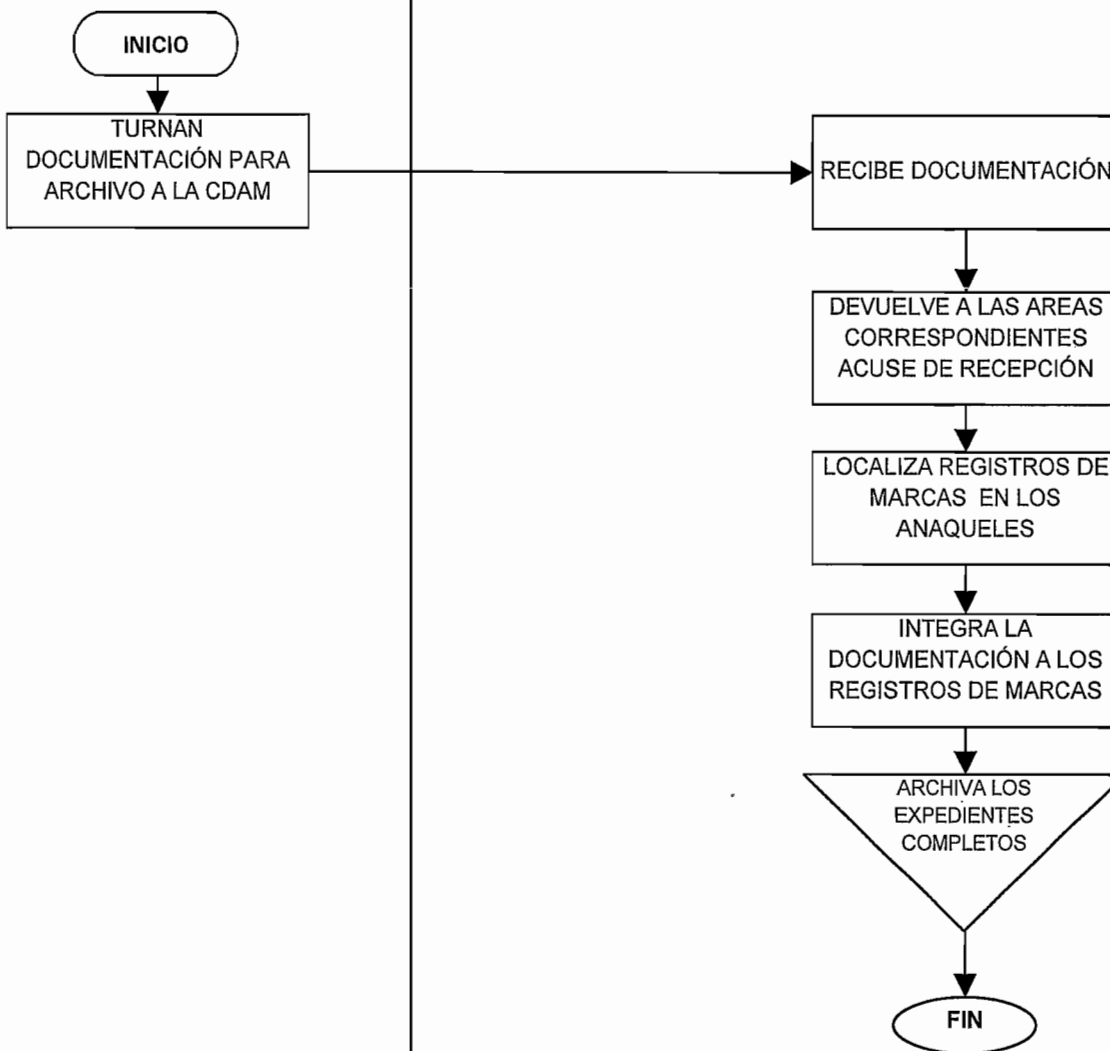 INICIO
TURNAN
DOCUMENTACIÓN PARA
ARCHIVO A LA CDAM
RECIBE DOCUMENTACIÓN
DEVUELVE A LAS AREAS
CORRESPONDIENTES
ACUSE DE RECEPCIÓN
LOCALIZA REGISTROS DE
MARCAS EN LOS
ANAQUELES
INTEGRA LA
DOCUMENTACIÓN A LOS
REGISTROS DE MARCAS
ARCHIVA LOS
EXPEDIENTES
COMPLETOS
FIN